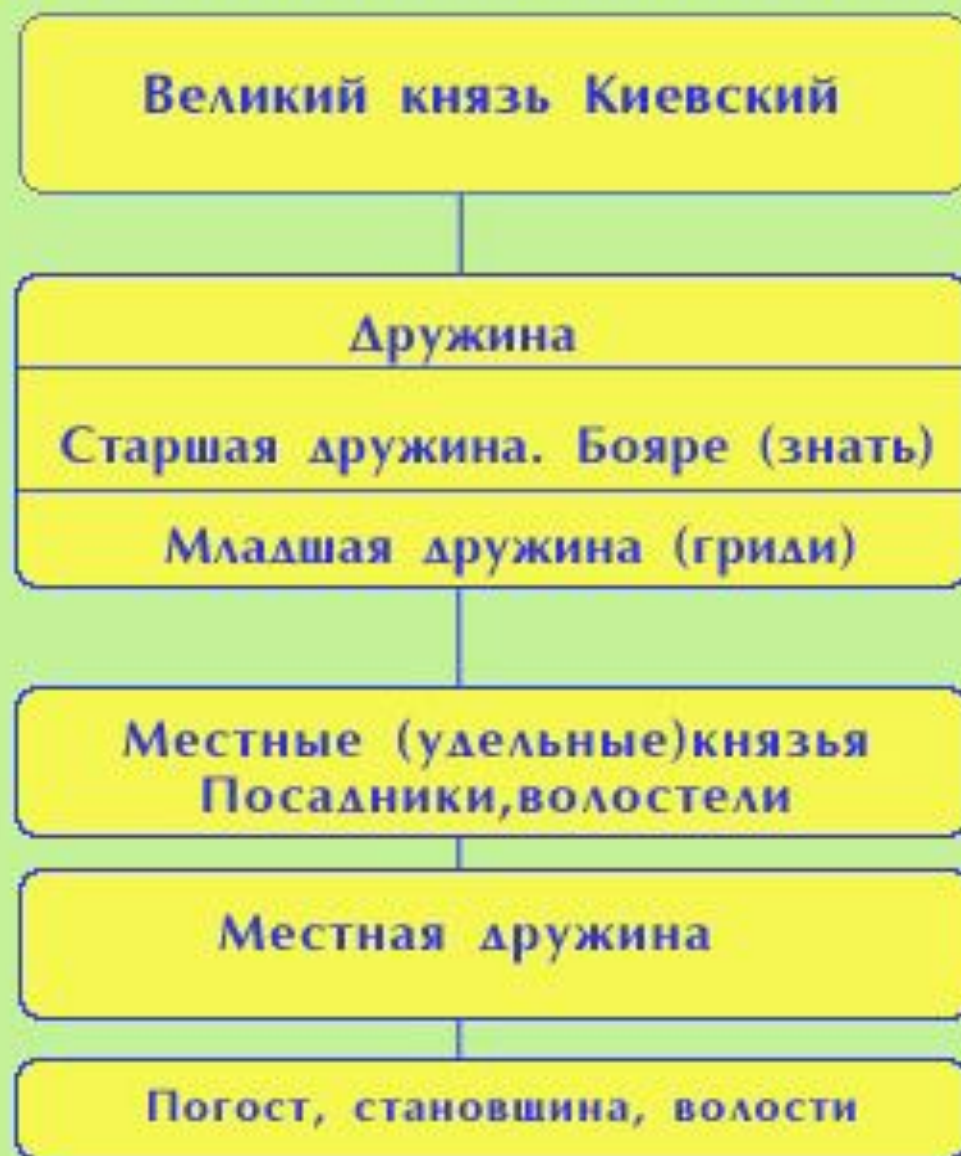 Великий князь Киевский
Дружина
Старшая дружина. Бояре (знать)
Младшая дружина (гриди)
Местные (удельные)князья
Посадники,волостели
Местная дружина
Погост, становшина, волости